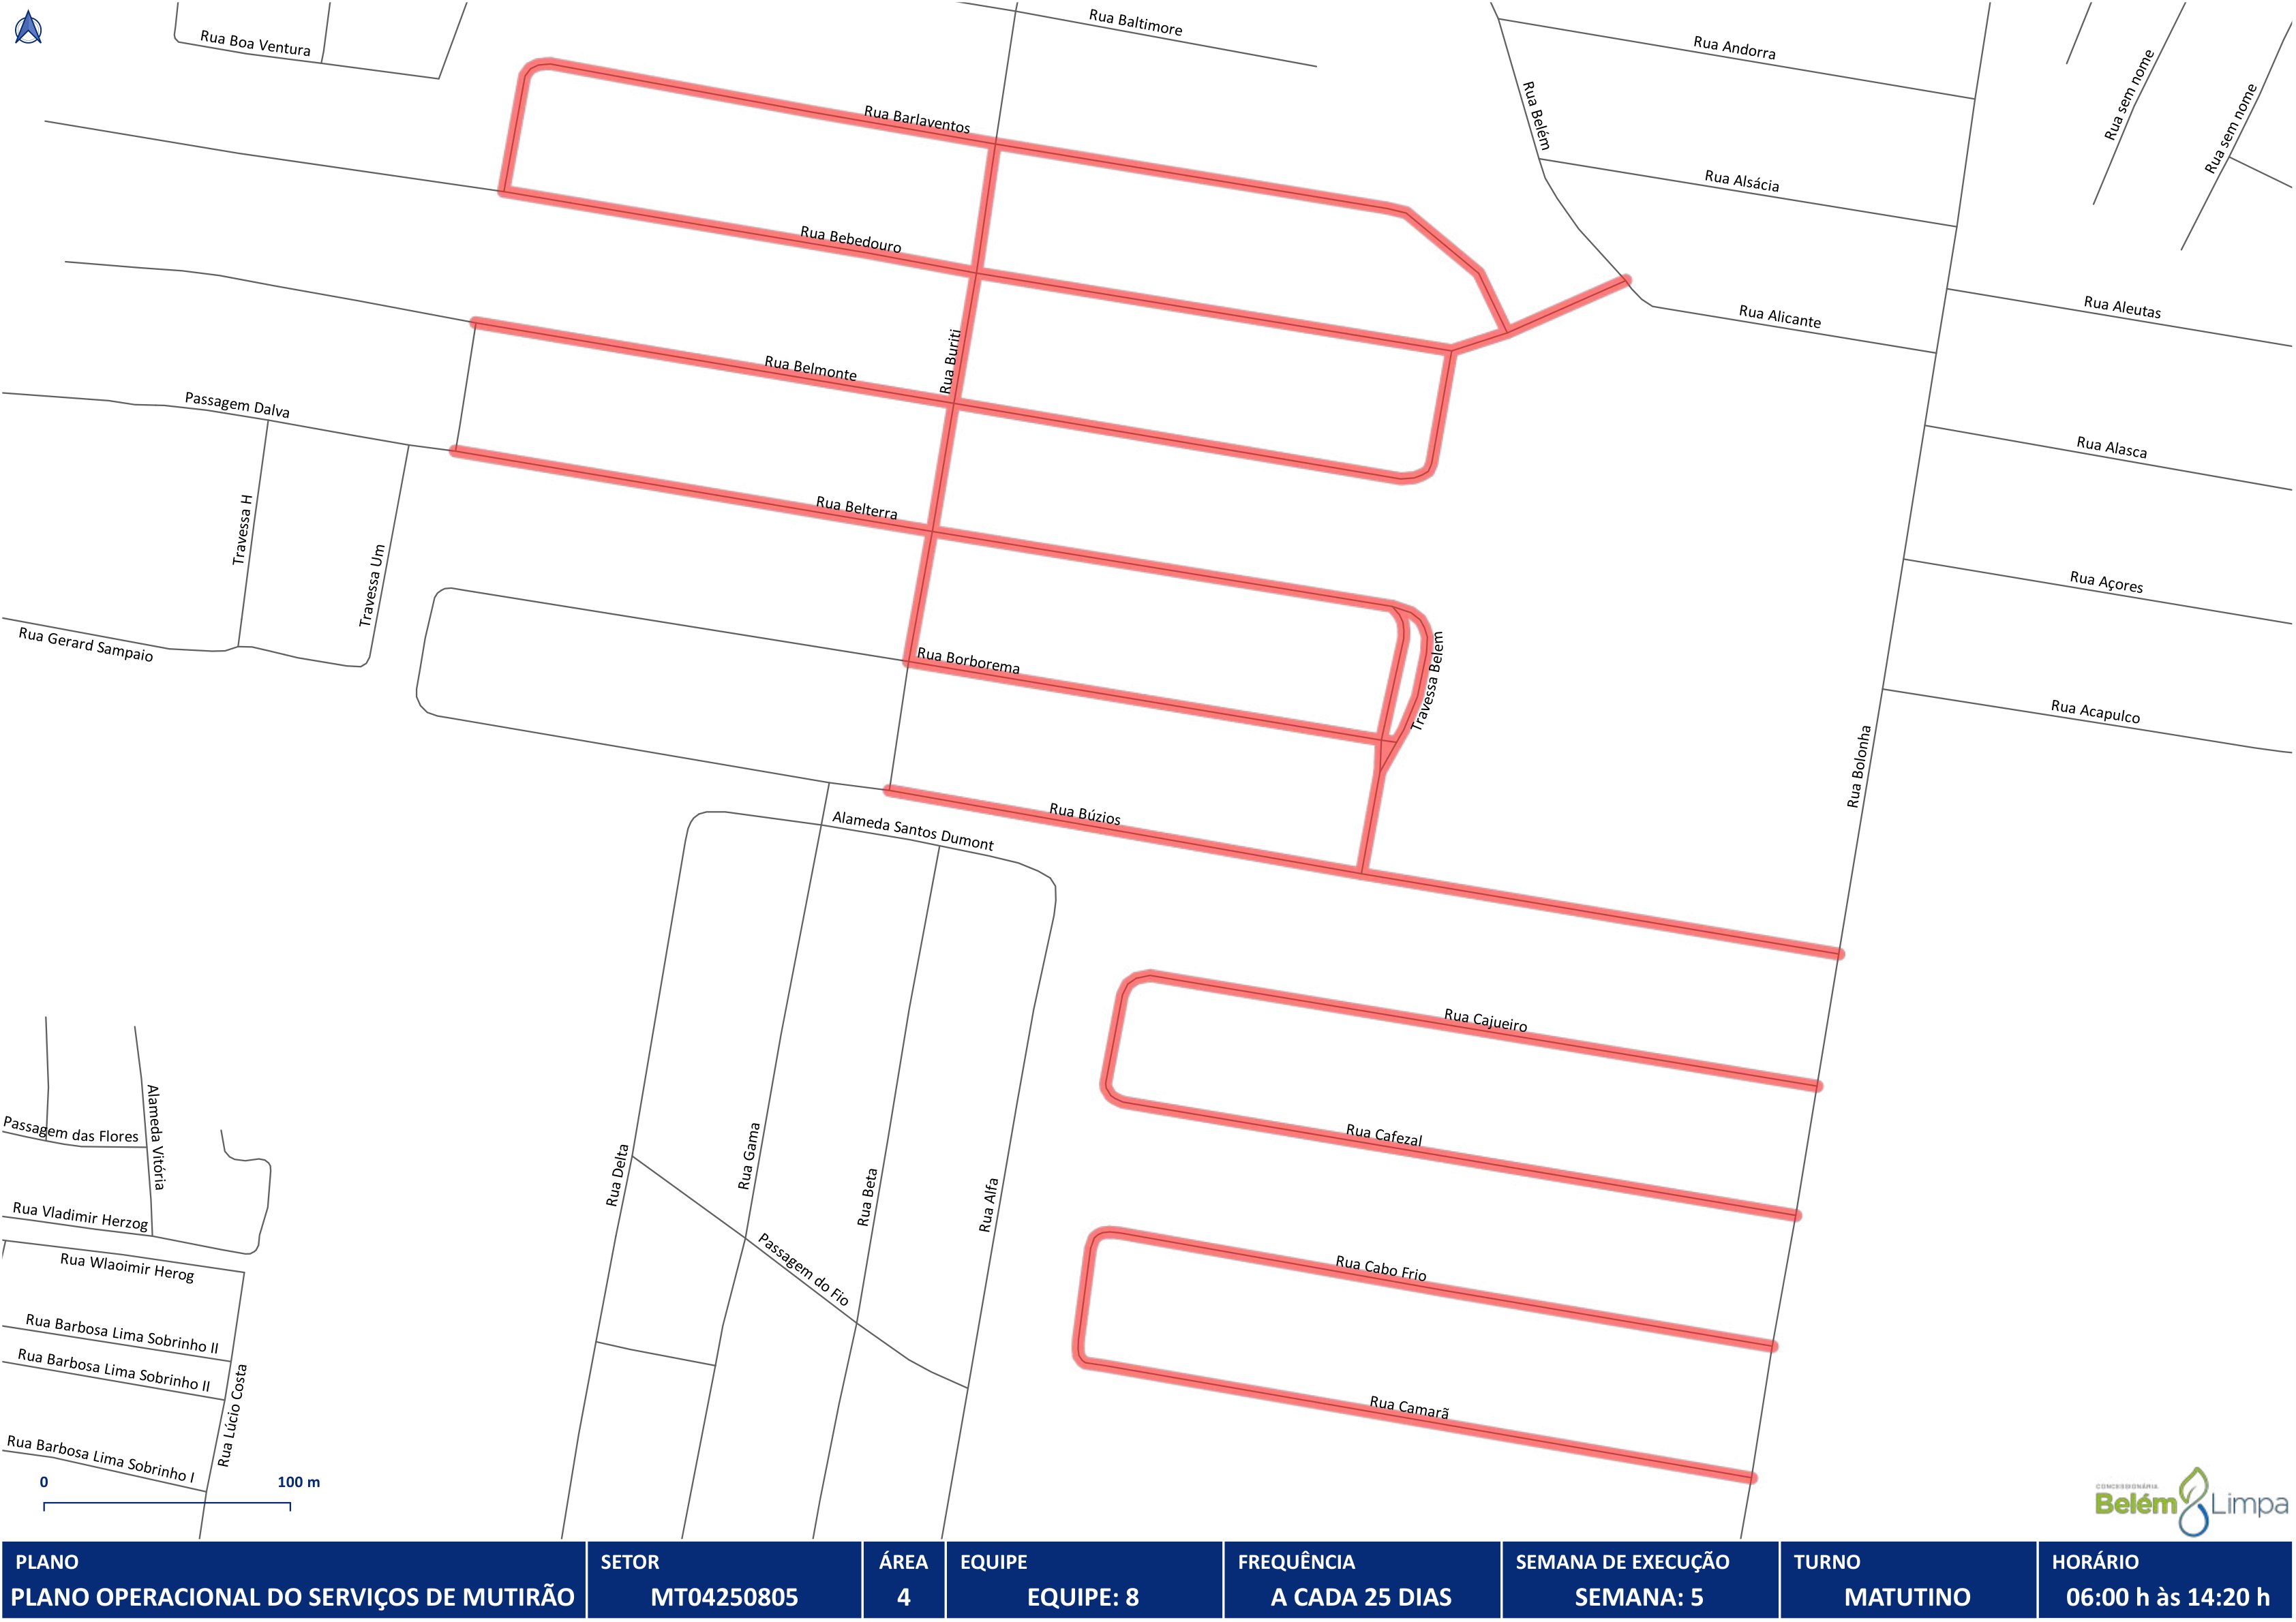 Rua Baltimore
Rua Boa Ventura
Rua Andorra
Rua Belém
Rua sem nome
Rua sem nome
Rua Barlaventos
Rua Alsácia
Rua Bebedouro
Rua Aleutas
Rua Alicante
Rua Buriti
Rua Belmonte
Passagem Dalva
Rua Alasca
Rua Belterra
Travessa H
Travessa Um
Rua Açores
Rua Gerard Sampaio
Rua Borborema
Travessa Belém
Rua Acapulco
Rua Bolonha
Rua Búzios
Alameda Santos Dumont
Rua Cajueiro
Passagem das Flores
Alameda Vitória
Rua Cafezal
Rua Delta
Rua Gama
Rua Beta
Rua Alfa
Rua Vladimir Herzog
Rua Wlaoimir Herog
Passagem do Fio
Rua Cabo Frio
Rua Barbosa Lima Sobrinho II
Rua Barbosa Lima Sobrinho II
Rua Lúcio Costa
Rua Camarã
Rua Barbosa Lima Sobrinho I
0 100 m
CONCESSIONÁRIA
Belém Limpa
PLANO
PLANO OPERACIONAL DO SERVIÇOS DE MUTIRÃO
SETOR
MT04250805
ÁREA
4
EQUIPE
EQUIPE: 8
FREQUÊNCIA
A CADA 25 DIAS
SEMANA DE EXECUÇÃO
SEMANA: 5
TURNO
MATUTINO
HORÁRIO
06:00 h às 14:20 h